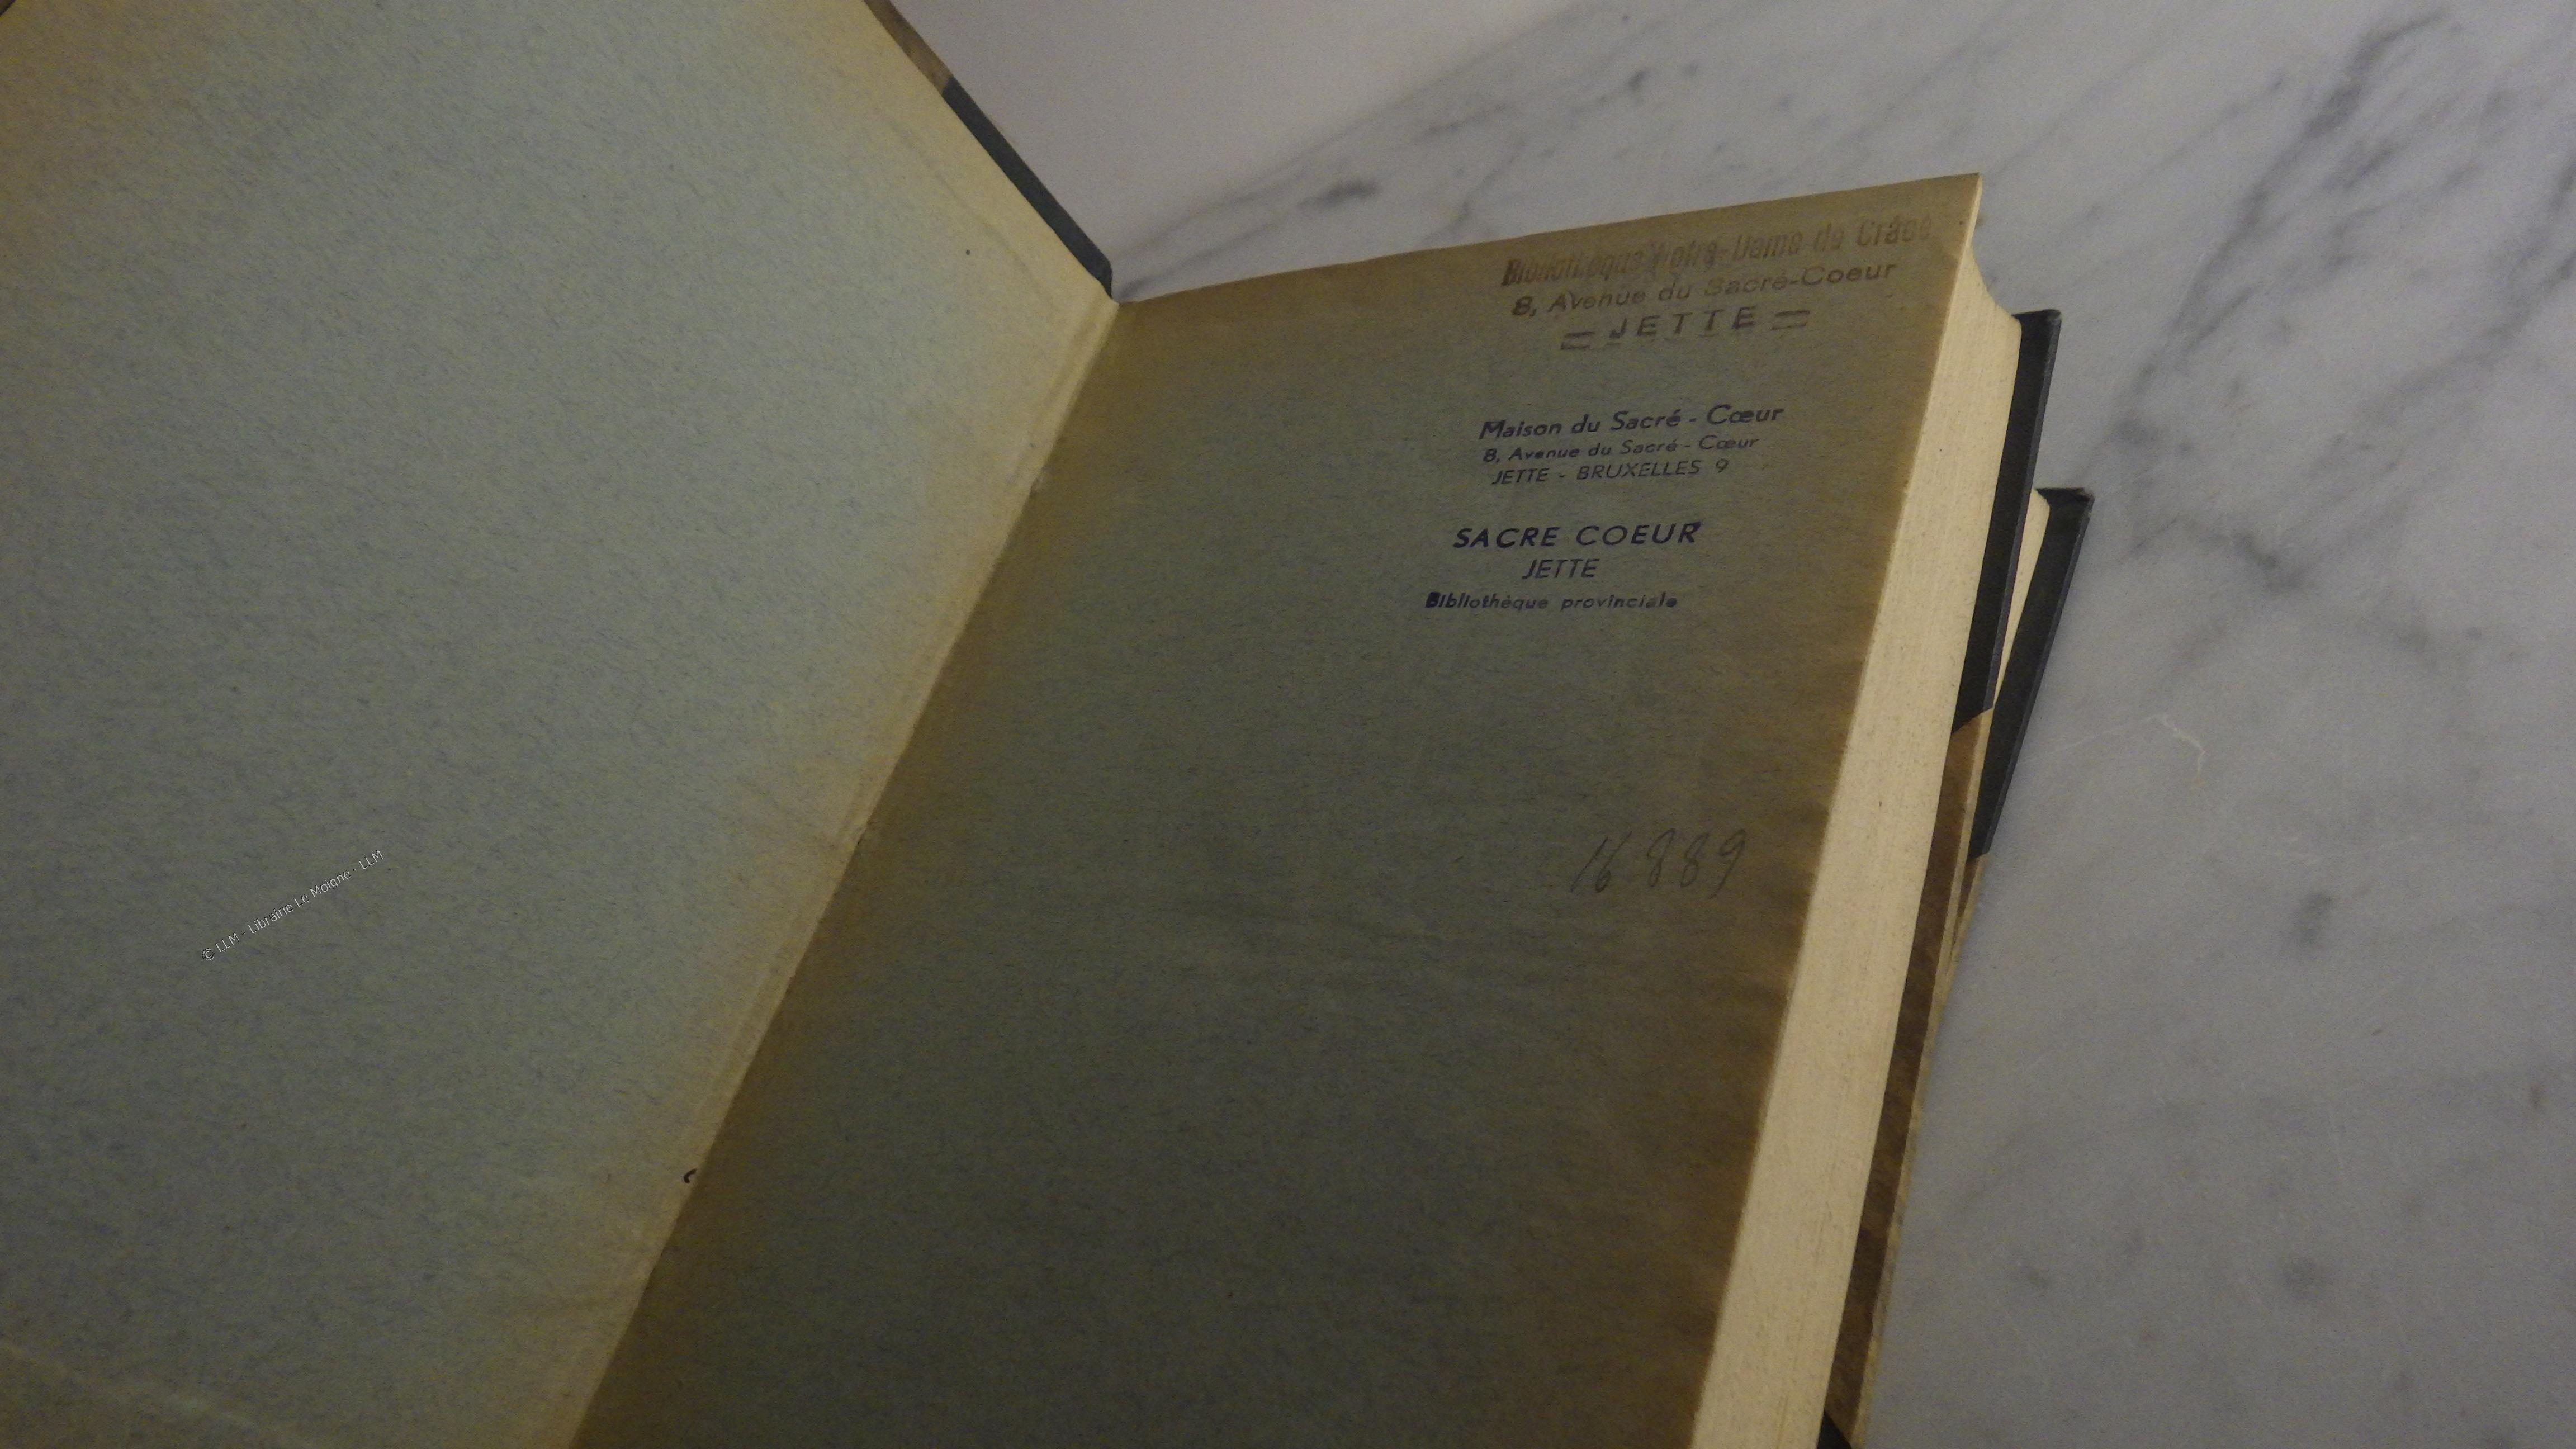 Bibliothèque Notre-Dame de Grâce
8, Avenue du Sacré-Coeur
= JETTE =
Maison du Sacré - Cœur
8, Avenue du Sacré - Cœur
JETTE - BRUXELLES 9
SACRE COEUR
JETTE
Bibliothèque provinciale
16889
© LLM - Librairie Le Moigne - LLM